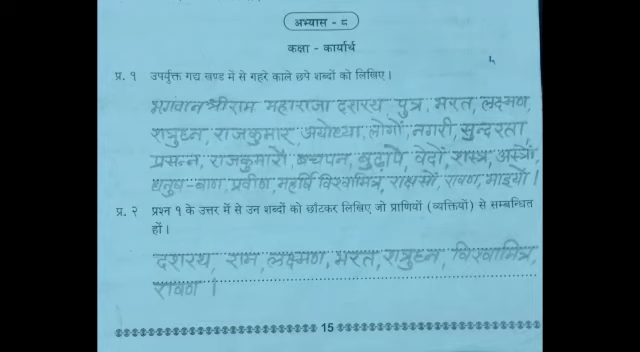 अभ्यास - ८
कक्षा - कार्यार्थ
प्र. १ उपर्युक्त गद्य खण्ड में से गहरे काले छपे शब्दों को लिखिए।
भगवान श्रीराम महाराजा दशरथ पुत्र, भरत, लक्ष्मण,
शत्रुघ्न, राजकुमार, अयोध्या, लोगों, नगरी, सुन्दरता,
प्रसन्न, राजकुमारों, बचपन, बुढ़ापे, वेदों, शास्त्र, अस्त्रों,
धनुष-बाण, प्रवीण, महर्षि विश्वामित्र, राक्षसों, रावण, भाइयों।
प्र. २ प्रश्न १ के उत्तर में से उन शब्दों को छाँटकर लिखिए जो प्राणियों (व्यक्तियों) से सम्बन्धित
हों।
दशरथ, राम, लक्ष्मण, भरत, शत्रुघ्न, विश्वामित्र,
रावण।
15